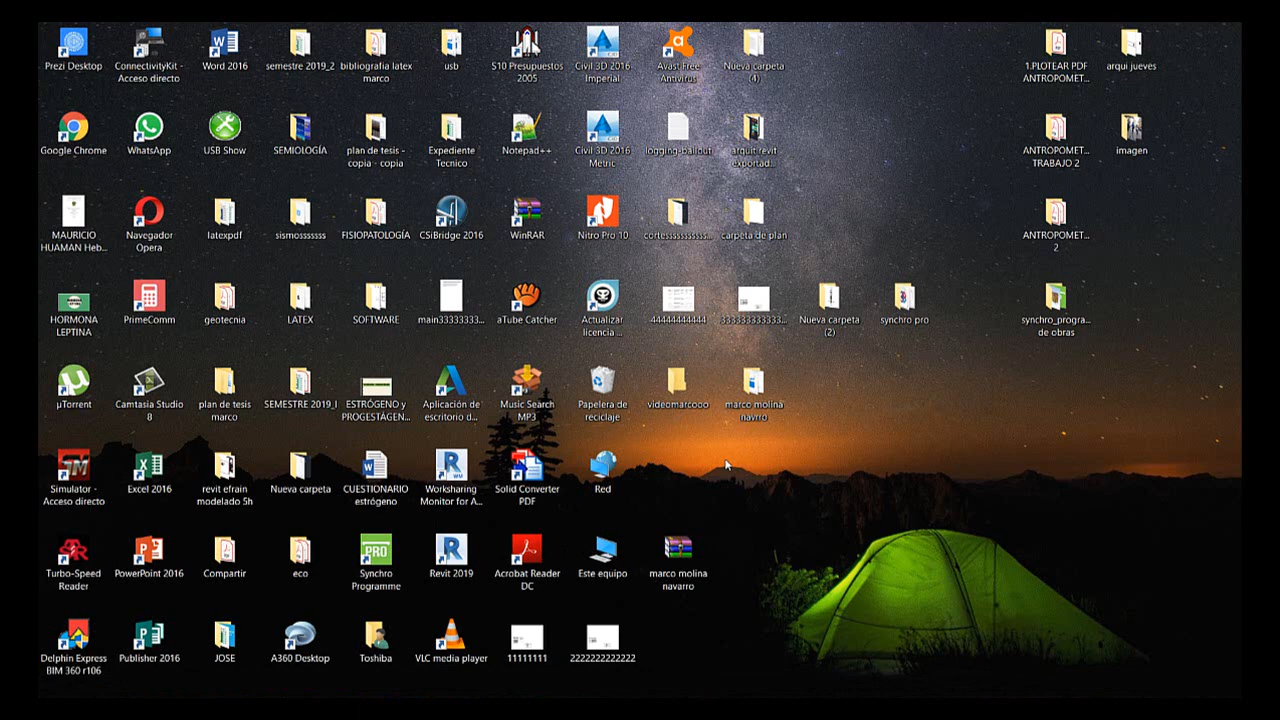 Prezi Desktop
ConnectivityKit -
Acceso directo
Word 2016
semestre 2019_2
bibliografia latex
marco
usb
S10 Presupuestos
2005
Civil 3D 2016
Imperial
Avast Free
Antivirus
Nueva carpeta
(4)
1.PLOTEAR PDF
ANTROPOMET...
arqui jueves
Google Chrome
WhatsApp
USB Show
SEMIOLOGÍA
plan de tesis -
copia - copia
Expediente
Tecnico
Notepad++
Civil 3D 2016
Metric
logging-ballout
arquit revit
exportad...
ANTROPOMET...
TRABAJO 2
imagen
MAURICIO
HUAMAN Heb...
Navegador
Opera
latexpdf
sismosssssss
FISIOPATOLOGÍA
CSiBridge 2016
WinRAR
Nitro Pro 10
cortessssssssss...
carpeta de plan
ANTROPOMET...
2
HORMONA
LEPTINA
PrimeComm
geotecnia
LATEX
SOFTWARE
main33333333...
aTube Catcher
Actualizar
licencia ...
44444444444
333333333333...
Nueva carpeta
(2)
synchro pro
synchro_progra...
de obras
µTorrent
Camtasia Studio
8
plan de tesis
marco
SEMESTRE 2019_I
ESTRÓGENO y
PROGESTÁGEN...
Aplicación de
escritorio d...
Music Search
MP3
Papelera de
reciclaje
videomarcooo
marco molina
navrro
Simulator -
Acceso directo
Excel 2016
revit efrain
modelado 5h
Nueva carpeta
CUESTIONARIO
estrógeno
Worksharing
Monitor for A...
Solid Converter
PDF
Red
Turbo-Speed
Reader
PowerPoint 2016
Compartir
eco
PRO
Synchro
Programme
Revit 2019
Acrobat Reader
DC
Este equipo
marco molina
navarro
Delphin Express
BIM 360 r106
Publisher 2016
JOSE
A360 Desktop
Toshiba
VLC media player
11111111
2222222222222